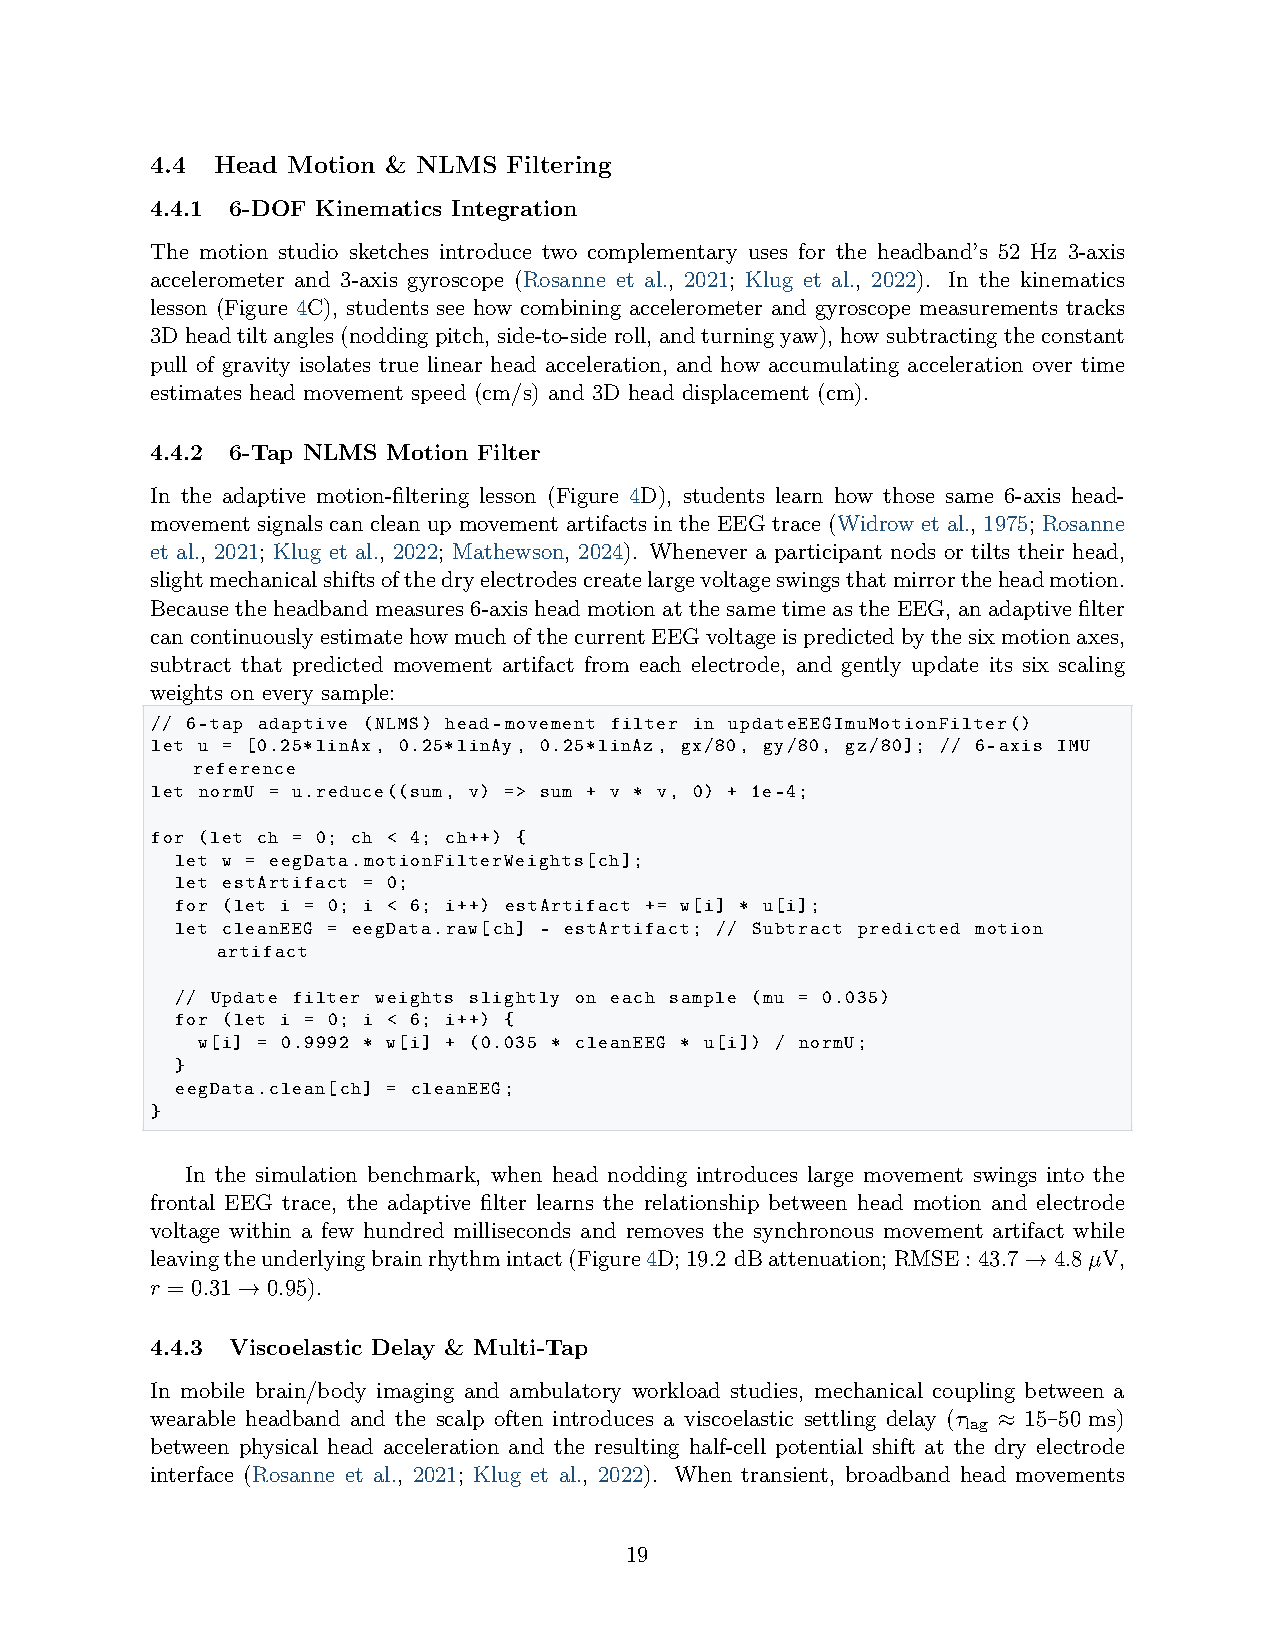 4.4 Head Motion & NLMS Filtering
4.4.1 6-DOF Kinematics Integration
The motion studio sketches introduce two complementary uses for the headband's 52 Hz 3-axis
accelerometer and 3-axis gyroscope (Rosanne et al., 2021; Klug et al., 2022). In the kinematics
lesson (Figure 4C), students see how combining accelerometer and gyroscope measurements tracks
3D head tilt angles (nodding pitch, side-to-side roll, and turning yaw), how subtracting the constant
pull of gravity isolates true linear head acceleration, and how accumulating acceleration over time
estimates head movement speed (cm/s) and 3D head displacement (cm).
4.4.2 6-Tap NLMS Motion Filter
In the adaptive motion-filtering lesson (Figure 4D), students learn how those same 6-axis head-
movement signals can clean up movement artifacts in the EEG trace (Widrow et al., 1975; Rosanne
et al., 2021; Klug et al., 2022; Mathewson, 2024). Whenever a participant nods or tilts their head,
slight mechanical shifts of the dry electrodes create large voltage swings that mirror the head motion.
Because the headband measures 6-axis head motion at the same time as the EEG, an adaptive filter
can continuously estimate how much of the current EEG voltage is predicted by the six motion axes,
subtract that predicted movement artifact from each electrode, and gently update its six scaling
weights on every sample:
// 6-tap adaptive (NLMS) head-movement filter in updateEEGImuMotionFilter()
let u = [0.25*linAx, 0.25*linAy, 0.25*linAz, gx/80, gy/80, gz/80]; // 6-axis IMU
reference
let normU = u.reduce((sum, v) => sum + v * v, 0) + 1e-4;
for (let ch = 0; ch < 4; ch++) {
let w = eegData.motionFilterWeights[ch];
let estArtifact = 0;
for (let i = 0; i < 6; i++) estArtifact += w[i] * u[i];
let cleanEEG = eegData.raw[ch] - estArtifact; // Subtract predicted motion
artifact
// Update filter weights slightly on each sample (mu = 0.035)
for (let i = 0; i < 6; i++) {
w[i] = 0.9992 * w[i] + (0.035 * cleanEEG * u[i]) / normU;
}
eegData.clean[ch] = cleanEEG;
}
In the simulation benchmark, when head nodding introduces large movement swings into the
frontal EEG trace, the adaptive filter learns the relationship between head motion and electrode
voltage within a few hundred milliseconds and removes the synchronous movement artifact while
leaving the underlying brain rhythm intact (Figure 4D; 19.2 dB attenuation; RMSE : 43.7 → 4.8 μV,
r = 0.31 → 0.95).
4.4.3 Viscoelastic Delay & Multi-Tap
In mobile brain/body imaging and ambulatory workload studies, mechanical coupling between a
wearable headband and the scalp often introduces a viscoelastic settling delay (τlag ≈ 15–50 ms)
between physical head acceleration and the resulting half-cell potential shift at the dry electrode
interface (Rosanne et al., 2021; Klug et al., 2022). When transient, broadband head movements
19